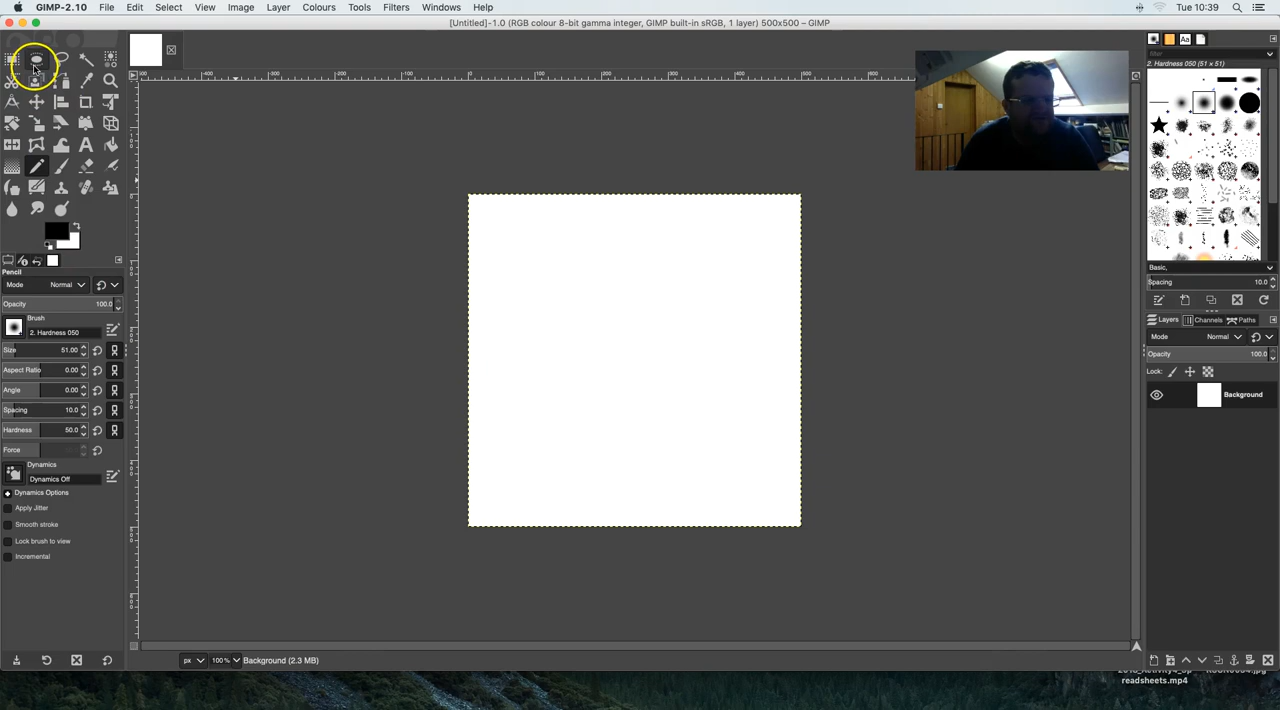 GIMP-2.10 File Edit Select View Image Layer Colours Tools Filters Windows Help Tue 10:39
[Untitled]-1.0 (RGB colour 8-bit gamma integer, GIMP built-in sRGB, 1 layer) 500x500 – GIMP
filter
2. Hardness 050 (51 × 51)
Pencil
Mode Normal
Opacity 100.0
Brush
2. Hardness 050
Size 51.00
Aspect Ratio 0.00
Angle 0.00
Spacing 10.0
Hardness 50.0
Force
Dynamics
Dynamics Off
Dynamics Options
Apply Jitter
Smooth stroke
Lock brush to view
Incremental
Basic,
Spacing 10.0
Layers Channels Paths
Mode Normal
Opacity 100.0
Lock:
Background
px 100% Background (2.3 MB)
readsheets.mp4